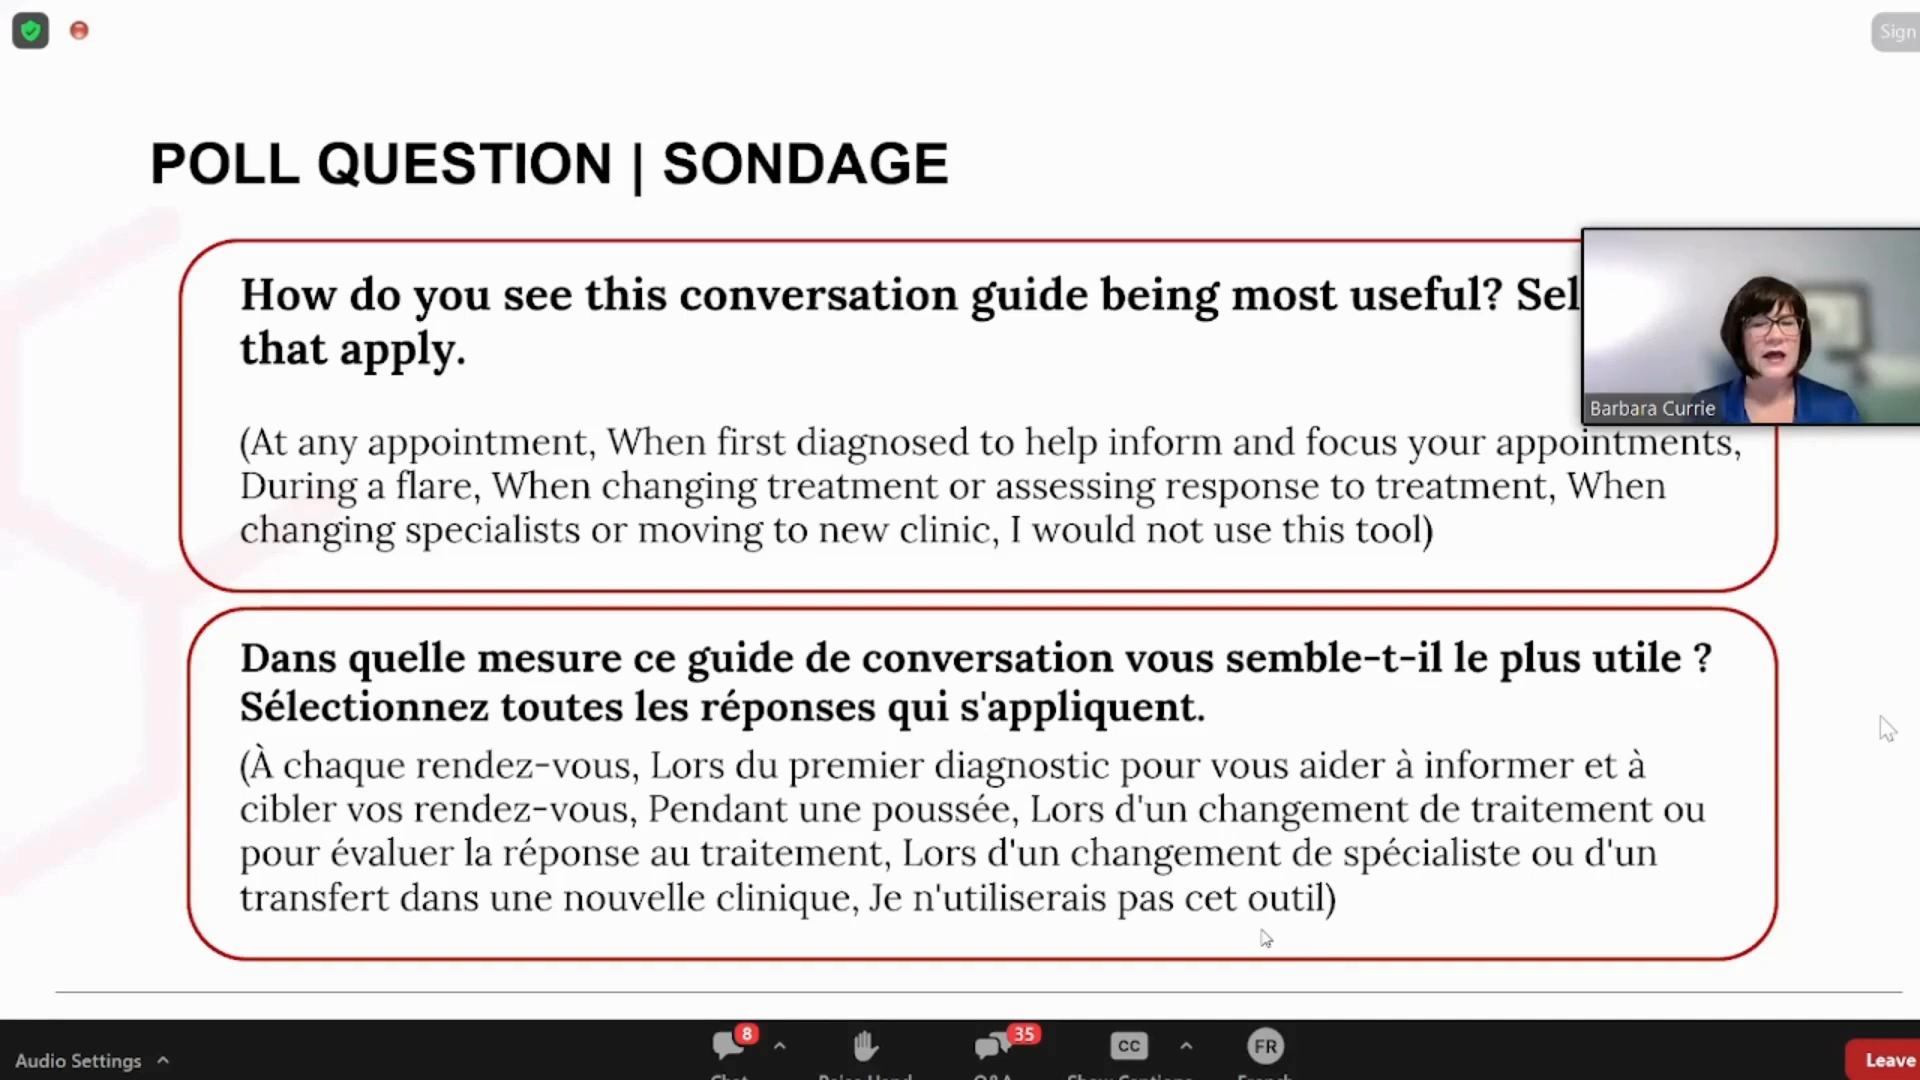 Sign
POLL QUESTION | SONDAGE
How do you see this conversation guide being most useful? Sel
that apply.
Barbara Currie
(At any appointment, When first diagnosed to help inform and focus your appointments,
During a flare, When changing treatment or assessing response to treatment, When
changing specialists or moving to new clinic, I would not use this tool)
Dans quelle mesure ce guide de conversation vous semble-t-il le plus utile ?
Sélectionnez toutes les réponses qui s'appliquent.
(À chaque rendez-vous, Lors du premier diagnostic pour vous aider à informer et à
cibler vos rendez-vous, Pendant une poussée, Lors d'un changement de traitement ou
pour évaluer la réponse au traitement, Lors d'un changement de spécialiste ou d'un
transfert dans une nouvelle clinique, Je n'utiliserais pas cet outil)
8
35
CC
FR
Audio Settings
Leave
Chat
Raise Hand
Q&A
Show Captions
French